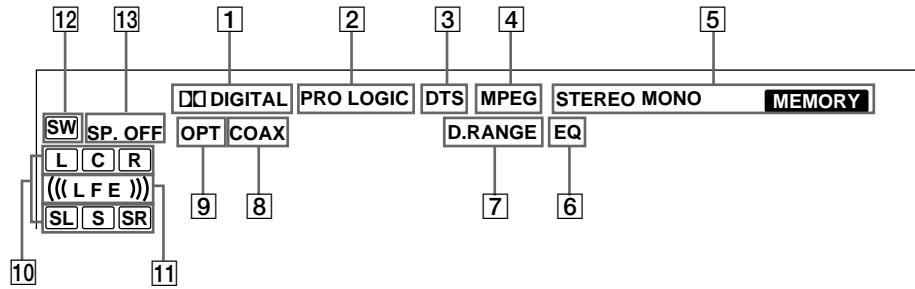 12 13 1 2 3 4 5
DIGITAL PRO LOGIC DTS MPEG STEREO MONO MEMORY
SW SP. OFF OPT COAX D.RANGE EQ
L C R
((( L F E )))
9 8 7 6
SL S SR
10 11